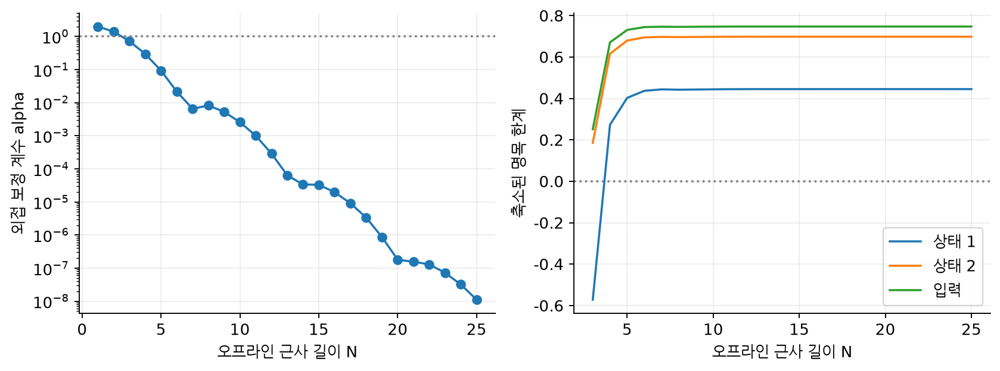 외접 보정 계수 alpha
10⁰
10⁻¹
10⁻²
10⁻³
10⁻⁴
10⁻⁵
10⁻⁶
10⁻⁷
10⁻⁸
0 5 10 15 20 25
오프라인 근사 길이 N
축소된 명목 한계
0.8
0.6
0.4
0.2
0.0
-0.2
-0.4
-0.6
상태 1
상태 2
입력
5 10 15 20 25
오프라인 근사 길이 N